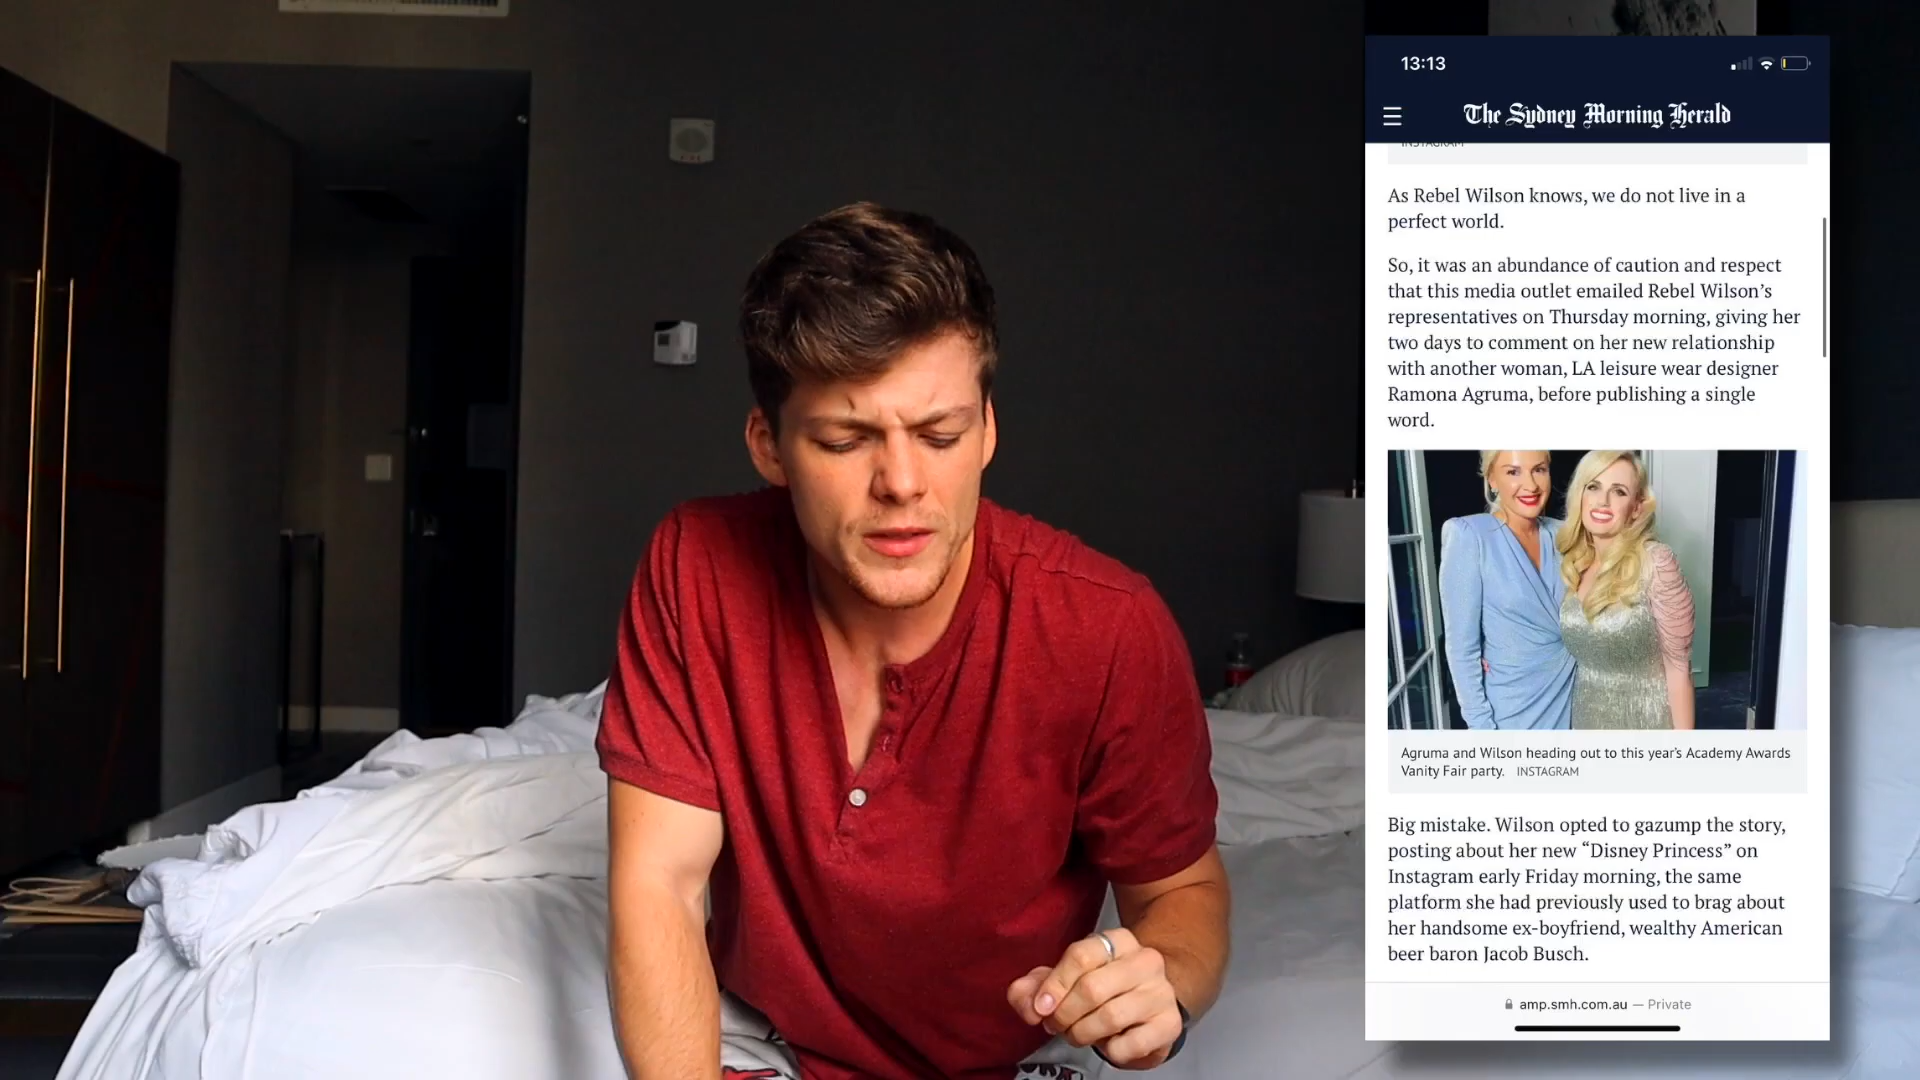 13:13
The Sydney Morning Herald
INSTAGRAM
As Rebel Wilson knows, we do not live in a
perfect world.
So, it was an abundance of caution and respect
that this media outlet emailed Rebel Wilson’s
representatives on Thursday morning, giving her
two days to comment on her new relationship
with another woman, LA leisure wear designer
Ramona Agruma, before publishing a single
word.
Agruma and Wilson heading out to this year’s Academy Awards
Vanity Fair party. INSTAGRAM
Big mistake. Wilson opted to gazump the story,
posting about her new “Disney Princess” on
Instagram early Friday morning, the same
platform she had previously used to brag about
her handsome ex-boyfriend, wealthy American
beer baron Jacob Busch.
amp.smh.com.au — Private